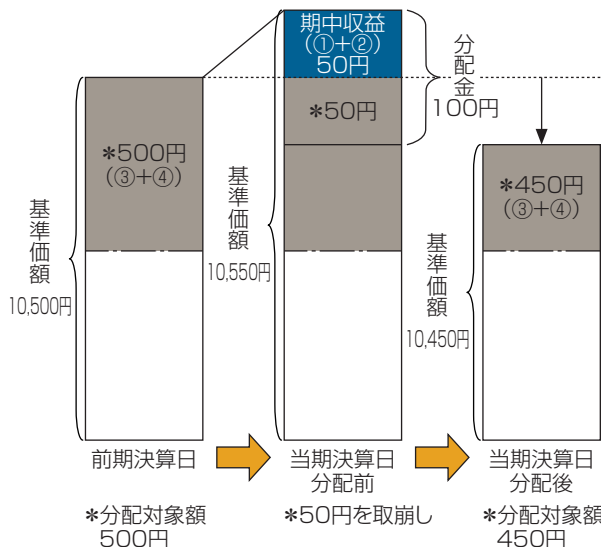 期中収益
（①＋②）
50円
分配金
100円
＊50円
＊500円
（③＋④）
＊450円
（③＋④）
基準価額
10,500円
基準価額
10,550円
基準価額
10,450円
前期決算日
当期決算日
分配前
当期決算日
分配後
＊分配対象額
500円
＊50円を取崩し
＊分配対象額
450円